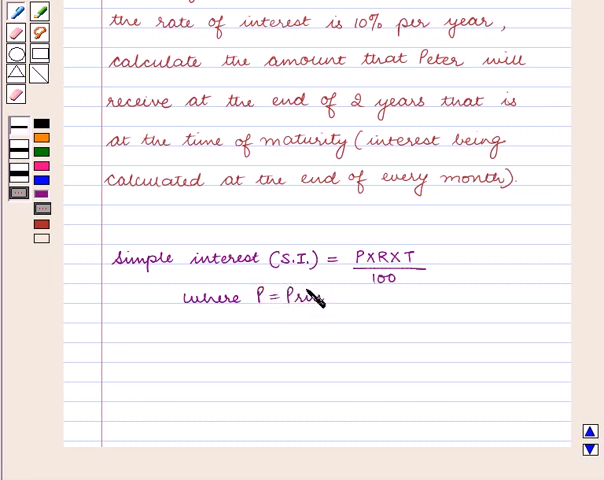 the rate of interest is 10% per year,
calculate the amount that Peter will
receive at the end of 2 years that is
at the time of maturity (interest being
calculated at the end of every month).
Simple interest (S.I.) = P×R×T
100
where P =